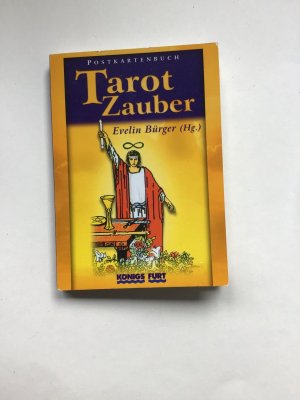 POSTKARTENBUCH
Tarot
Zauber
Evelin Bürger (Hg.)
KÖNIGS FURT